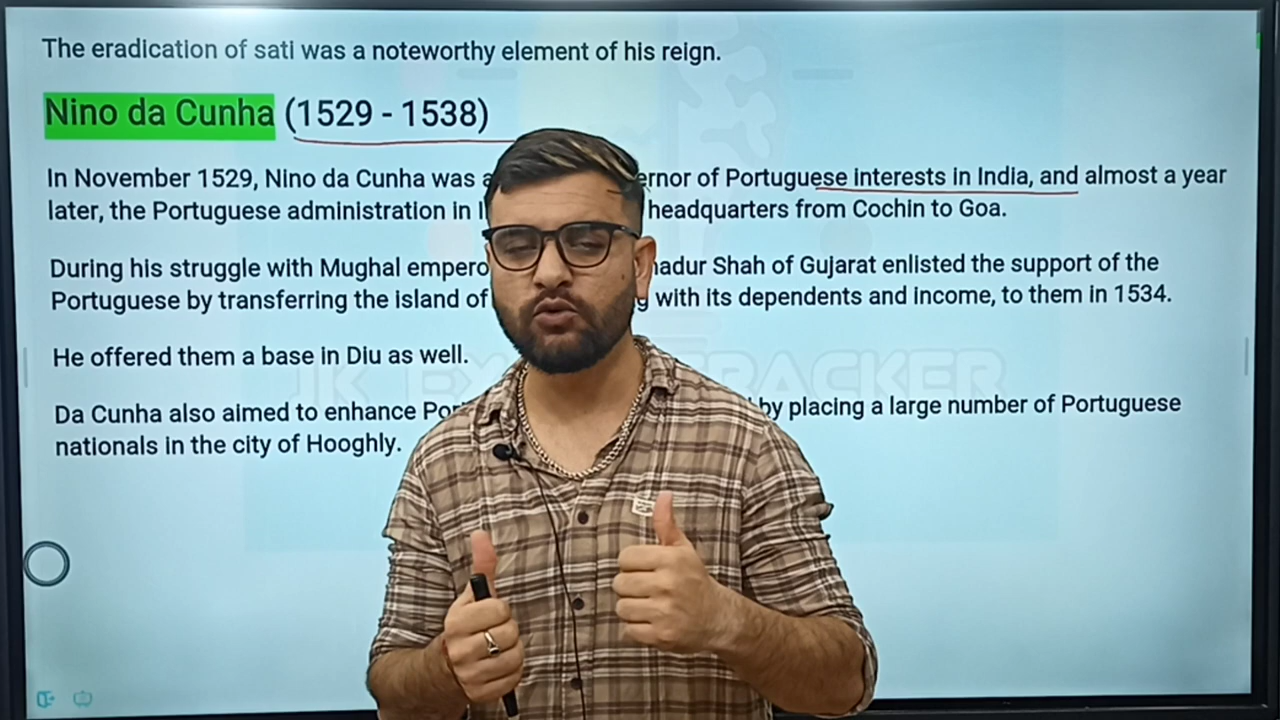 The eradication of sati was a noteworthy element of his reign.
Nino da Cunha (1529 - 1538)
In November 1529, Nino da Cunha was of Portuguese interests in India, and almost a year
later, the Portuguese administration in headquarters from Cochin to Goa.
During his struggle with Mughal Shah of Gujarat enlisted the support of the
Portuguese by transferring the island of with its dependents and income, to them in 1534.
He offered them a base in Diu as well.
Da Cunha also aimed to enhance by placing a large number of Portuguese
nationals in the city of Hooghly.